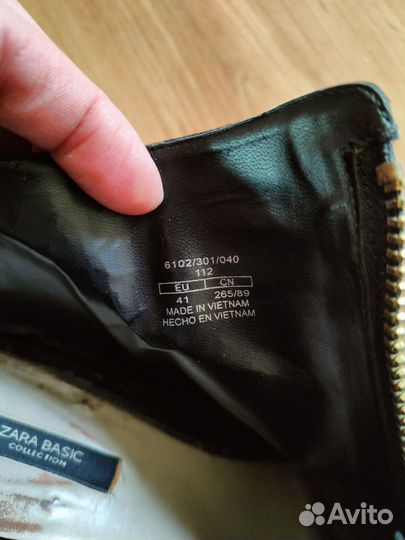 6102/301/040
112
EU CN
41 265/89
MADE IN VIETNAM
HECHO EN VIETNAM
ZARA BASIC
COLLECTION
Avito